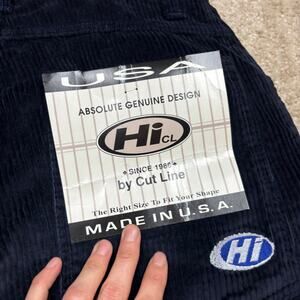 USA
ABSOLUTE GENUINE DESIGN
Hi CL
* SINCE 1966 *
by Cut Line
The Right Size To Fit Your Shape
MADE IN U.S.A.
Hi